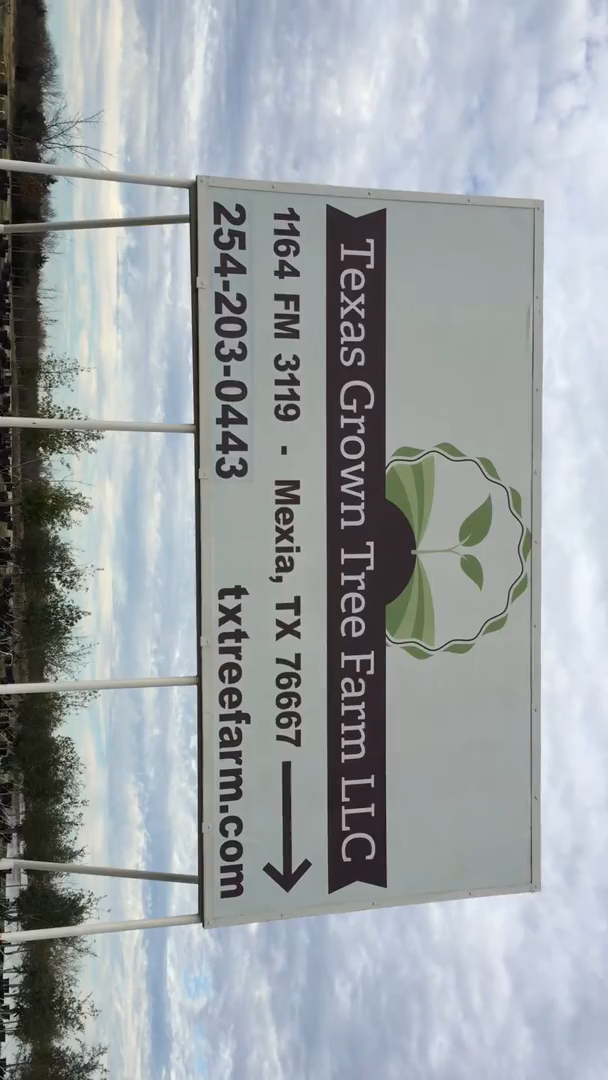 Texas Grown Tree Farm LLC
1164 FM 3119 - Mexia, TX 76667
254-203-0443 txtreefarm.com